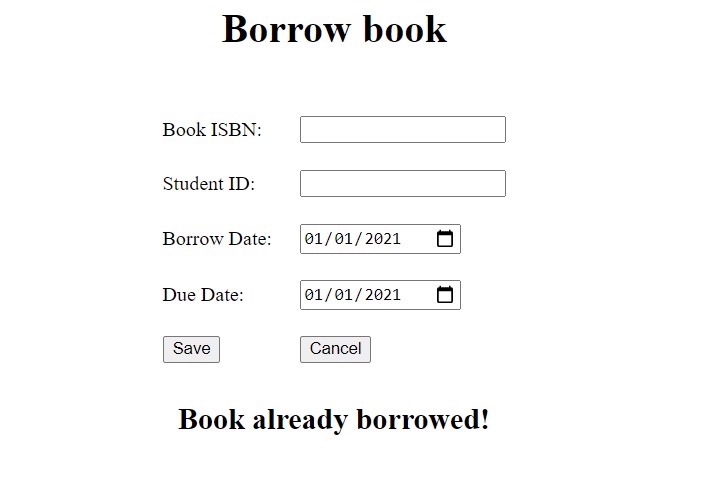 Borrow book
Book ISBN:
Student ID:
Borrow Date: 01/01/2021
Due Date: 01/01/2021
Save Cancel
Book already borrowed!